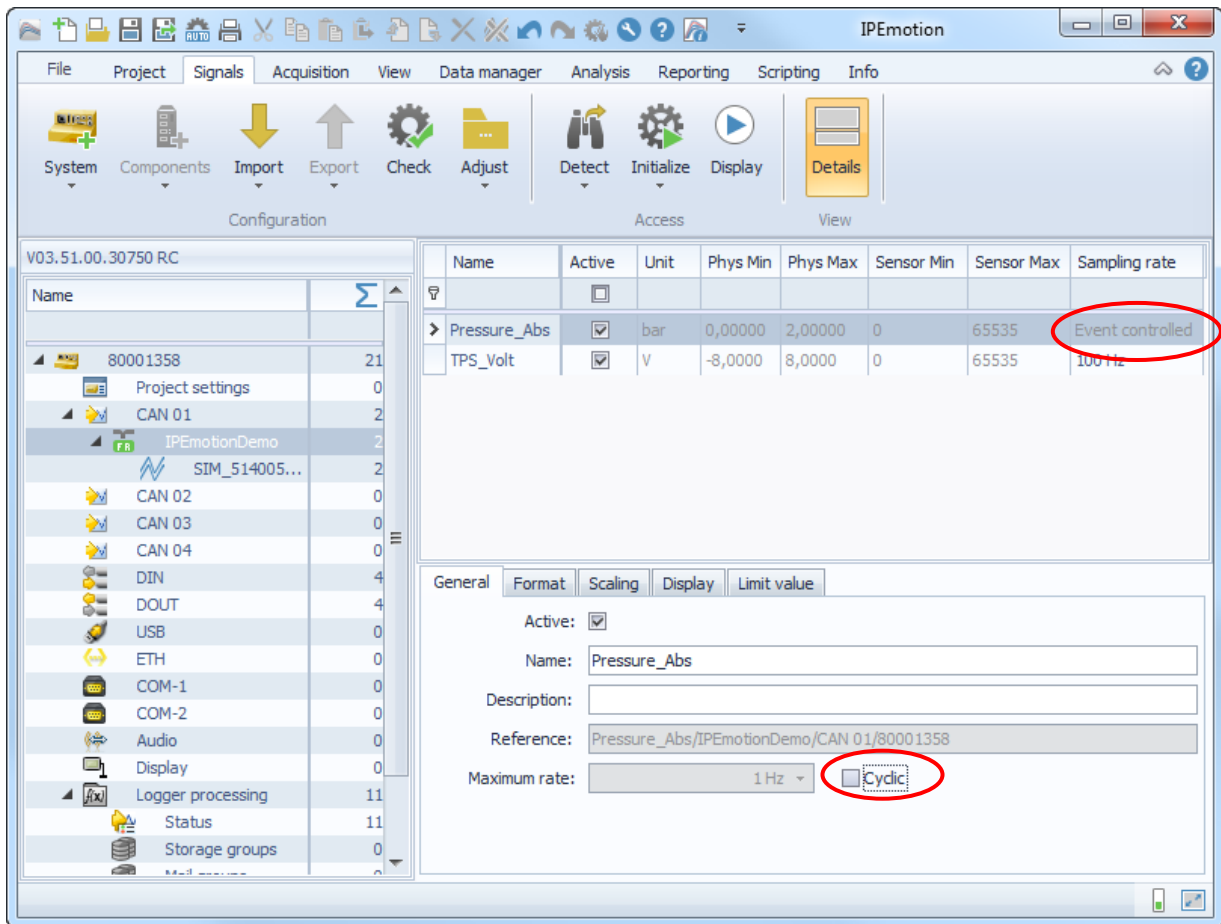 AUTO
IPEmotion
File Project Signals Acquisition View Data manager Analysis Reporting Scripting Info
System Components Import Export Check Adjust Detect Initialize Display Details
Configuration Access View
V03.51.00.30750 RC
Name Σ
Name Active Unit Phys Min Phys Max Sensor Min Sensor Max Sampling rate
Pressure_Abs bar 0,00000 2,00000 0 65535 Event controlled
TPS_Volt V -8,0000 8,0000 0 65535 100 Hz
80001358 21
Project settings 0
CAN 01 2
FR IPEmotionDemo 2
SIM_514005... 2
CAN 02 0
CAN 03 0
CAN 04 0
DIN 4
DOUT 4
USB 0
ETH 0
COM-1 0
COM-2 0
Audio 0
Display 0
f(x) Logger processing 11
Status 11
Storage groups 0
General Format Scaling Display Limit value
Active:
Name: Pressure_Abs
Description:
Reference: Pressure_Abs/IPEmotionDemo/CAN 01/80001358
Maximum rate: 1 Hz Cyclic